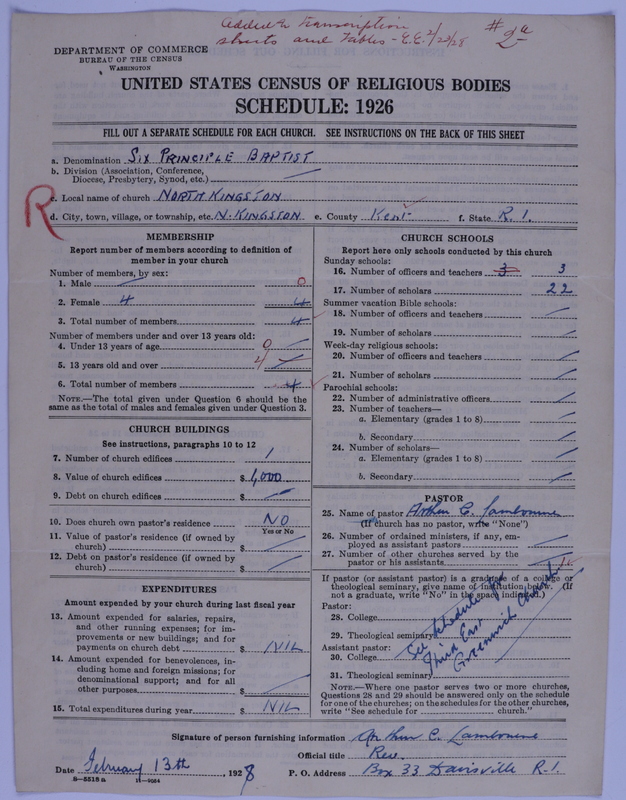 Added to transcription
sheets and Tables - E.E. 2/28/28
# 2a
DEPARTMENT OF COMMERCE
BUREAU OF THE CENSUS
WASHINGTON
UNITED STATES CENSUS OF RELIGIOUS BODIES
SCHEDULE: 1926
FILL OUT A SEPARATE SCHEDULE FOR EACH CHURCH. SEE INSTRUCTIONS ON THE BACK OF THIS SHEET
a. Denomination SIX PRINCIPLE BAPTIST
b. Division (Association, Conference,
Diocese, Presbytery, Synod, etc.)
R
c. Local name of church NORTH KINGSTON
d. City, town, village, or township, etc. N. KINGSTON e. County Kent f. State R. I.
MEMBERSHIP
Report number of members according to definition of
member in your church
Number of members, by sex:
1. Male 0
2. Female 4 4
3. Total number of members 4
Number of members under and over 13 years old:
4. Under 13 years of age 0
5. 13 years old and over 4
6. Total number of members 4
NOTE.—The total given under Question 6 should be
same as the total of males and females given under Question 3.
CHURCH BUILDINGS
See instructions, paragraphs 10 to 12
7. Number of church edifices 1
8. Value of church edifices $ 1,000
9. Debt on church edifices $
10. Does church own pastor's residence NO
Yes or No
11. Value of pastor's residence (if owned by
church) $
12. Debt on pastor's residence (if owned by
church) $
EXPENDITURES
Amount expended by your church during last fiscal year
13. Amount expended for salaries, repairs,
and other running expenses; for im-
provements or new buildings; and for
payments on church debt $ NIL
14. Amount expended for benevolences, in-
cluding home and foreign missions; for
denominational support; and for all
other purposes $
15. Total expenditures during year $ NIL
CHURCH SCHOOLS
Report here only schools conducted by this church
Sunday schools:
16. Number of officers and teachers 3 3
17. Number of scholars 22
Summer vacation Bible schools:
18. Number of officers and teachers
19. Number of scholars
Week-day religious schools:
20. Number of officers and teachers
21. Number of scholars
Parochial schools:
22. Number of administrative officers
23. Number of teachers—
a. Elementary (grades 1 to 8)
b. Secondary
24. Number of scholars—
a. Elementary (grades 1 to 8)
b. Secondary
PASTOR
25. Name of pastor Arthur C. Lambourne
(If church has no pastor, write "None")
26. Number of ordained ministers, if any, em-
ployed as assistant pastors
27. Number of other churches served by the
pastor or his assistants
If pastor (or assistant pastor) is a graduate of a college or
theological seminary, give name of institution below. (If
not a graduate, write "No" in the space indicated.)
Pastor:
28. College
29. Theological seminary
Assistant pastor:
30. College
31. Theological seminary
See schedule for
Third East
Greenwich Church
NOTE.—Where one pastor serves two or more churches,
Questions 28 and 29 should be answered only on the schedule
for one of the churches; on the schedules for the other churches,
write "See schedule for church."
Signature of person furnishing information Arthur C. Lambourne
Official title Rev.
Date February 13th 1928 P. O. Address Box 33 Davisville R.I.
8—5515a 11—9054